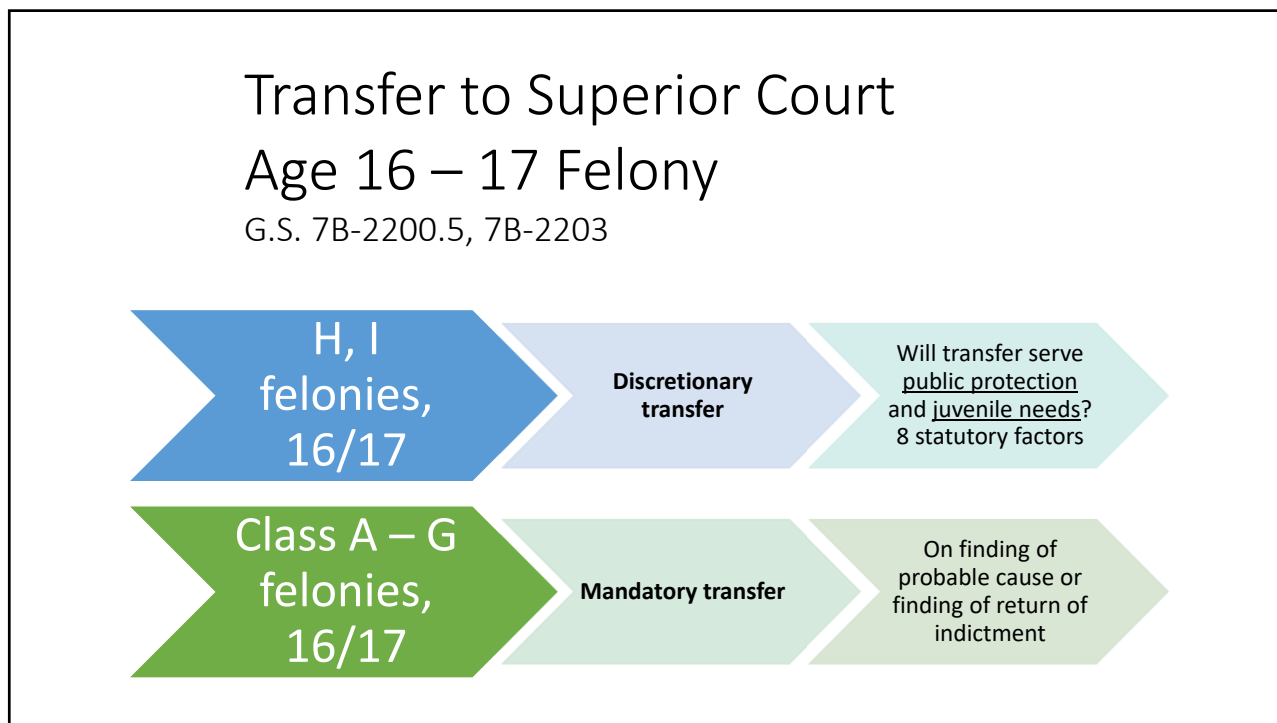 Transfer to Superior Court
Age 16 – 17 Felony
G.S. 7B-2200.5, 7B-2203
H, I
felonies,
16/17
Discretionary
transfer
Will transfer serve
public protection
and juvenile needs?
8 statutory factors
Class A – G
felonies,
16/17
Mandatory transfer
On finding of
probable cause or
finding of return of
indictment